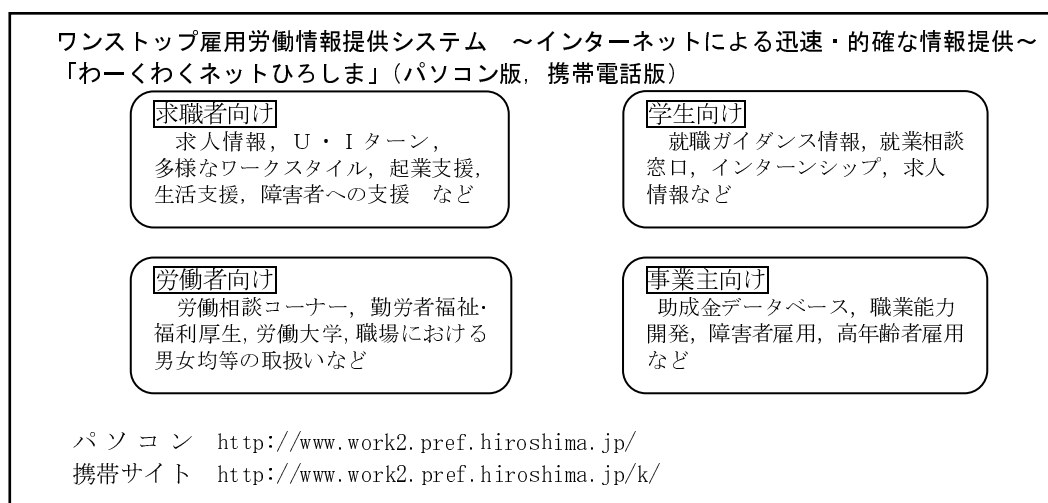 ワンストップ雇用労働情報提供システム　～インターネットによる迅速・的確な情報提供～
「わーくわくネットひろしま」（パソコン版，携帯電話版）
求職者向け
求人情報，Ｕ・Ｉターン，
多様なワークスタイル，起業支援，
生活支援，障害者への支援　など
学生向け
就職ガイダンス情報，就業相談
窓口，インターンシップ，求人
情報など
労働者向け
労働相談コーナー，勤労者福祉・
福利厚生，労働大学，職場における
男女均等の取扱いなど
事業主向け
助成金データベース，職業能力
開発，障害者雇用，高年齢者雇用
など
パソコン　http://www.work2.pref.hiroshima.jp/
携帯サイト　http://www.work2.pref.hiroshima.jp/k/